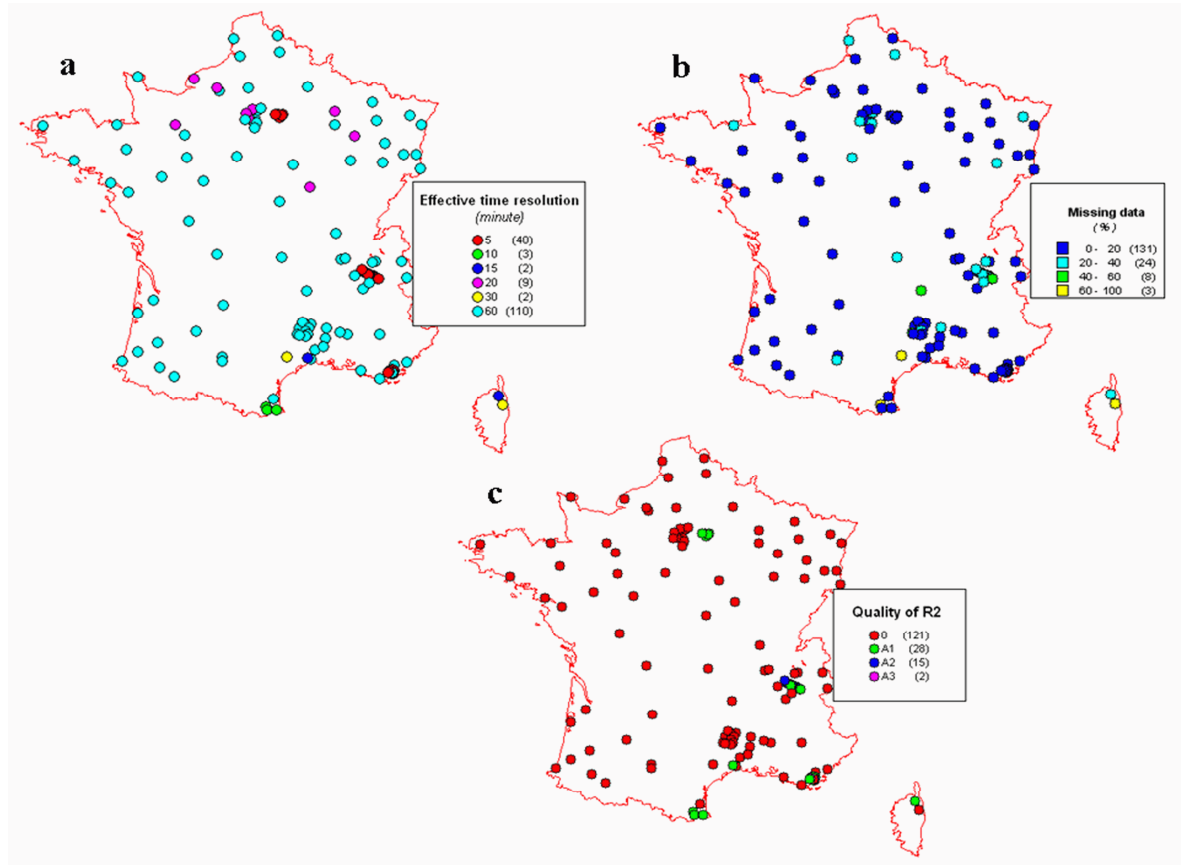 a
Effective time resolution
(minute)
5 (40)
10 (3)
15 (2)
20 (9)
30 (2)
60 (110)
b
Missing data
(%)
0 - 20 (131)
20 - 40 (24)
40 - 60 (8)
60 - 100 (3)
c
Quality of R2
0 (121)
A1 (28)
A2 (15)
A3 (2)